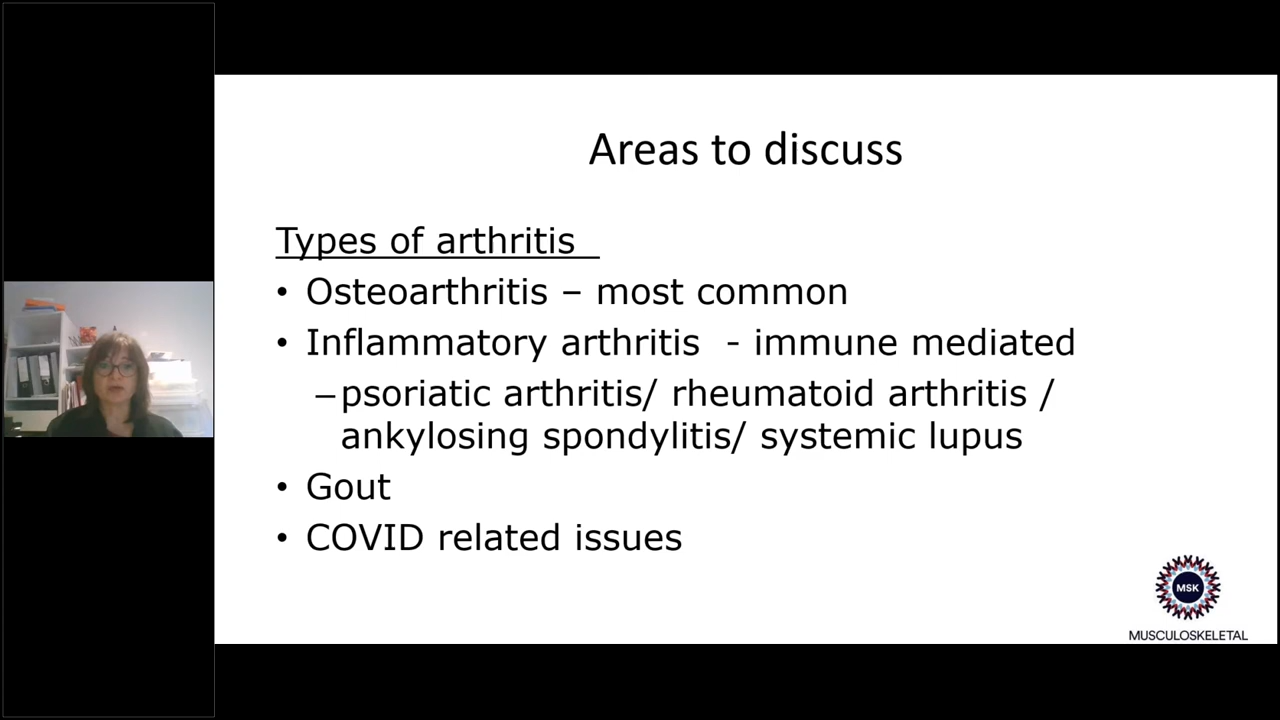 Areas to discuss
Types of arthritis
• Osteoarthritis – most common
• Inflammatory arthritis - immune mediated
–psoriatic arthritis/ rheumatoid arthritis /
ankylosing spondylitis/ systemic lupus
• Gout
• COVID related issues
MSK
MUSCULOSKELETAL